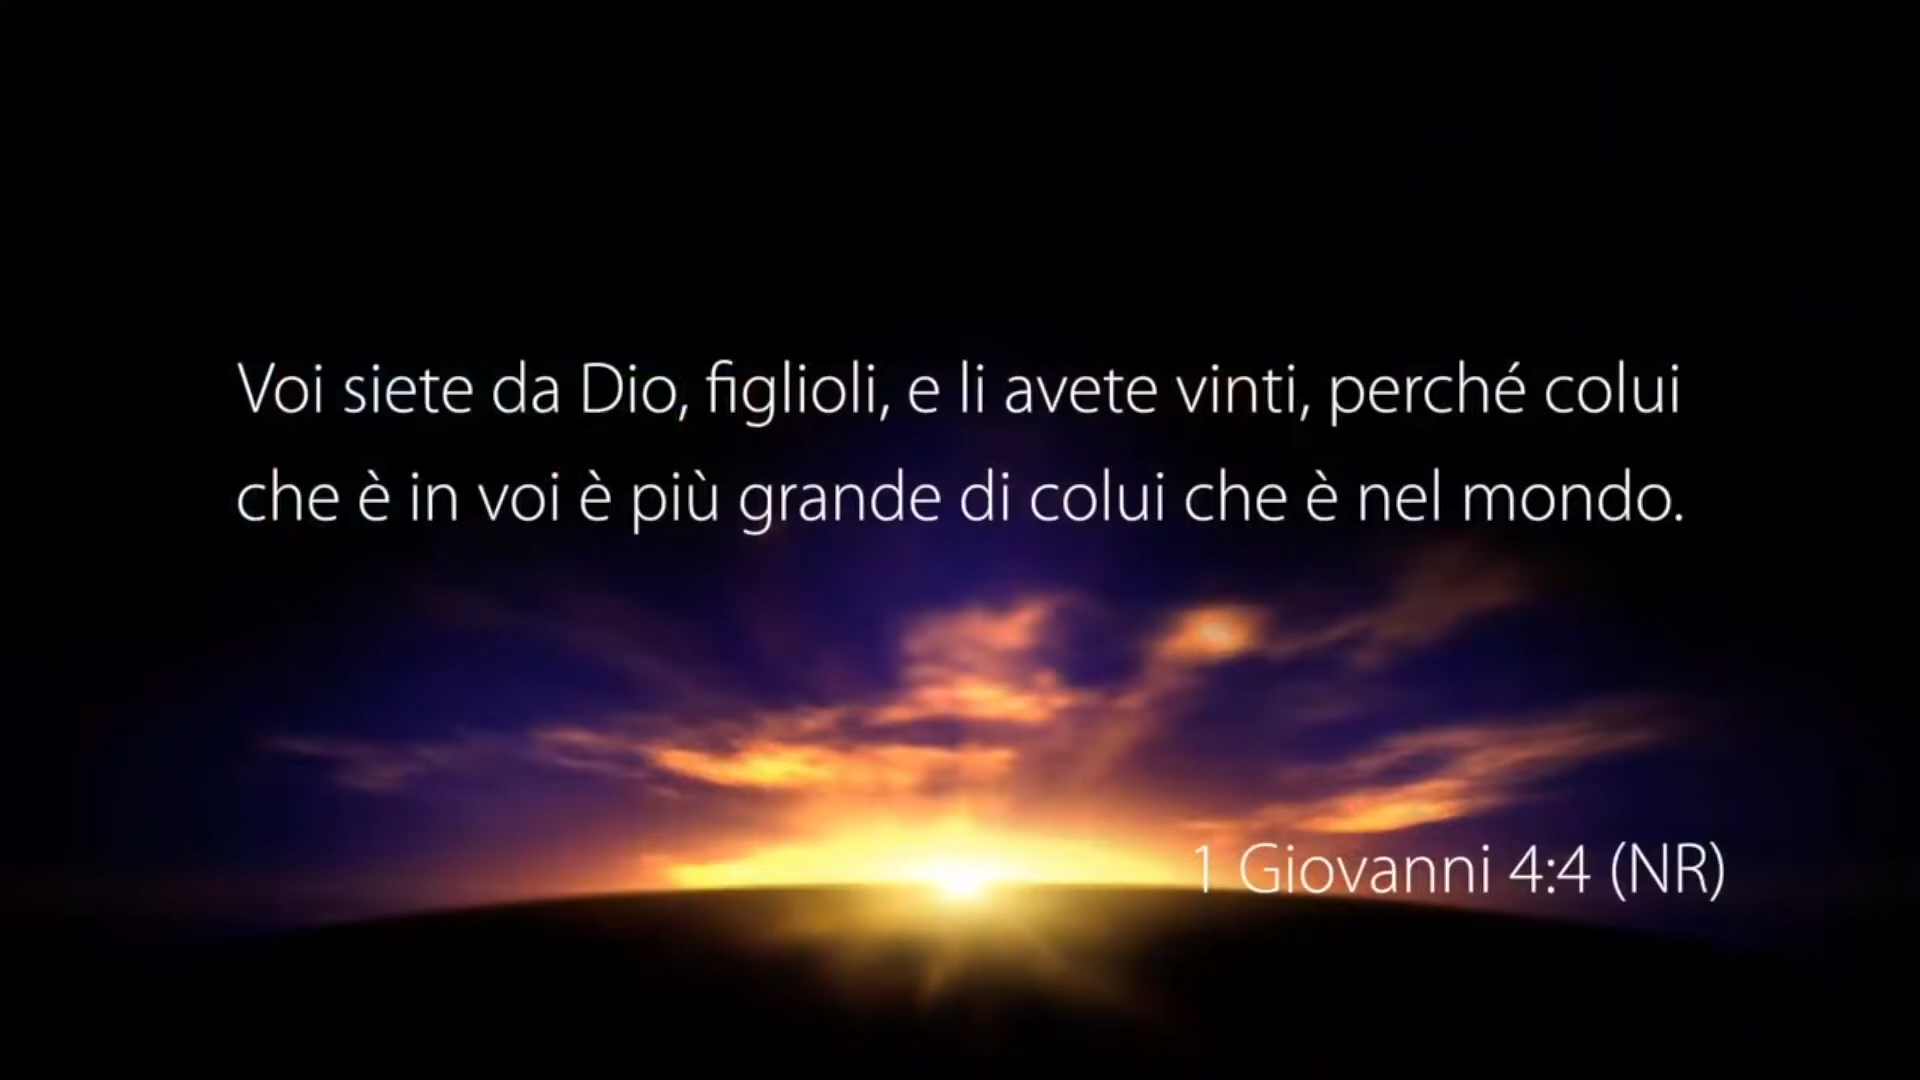 Voi siete da Dio, figlioli, e li avete vinti, perché colui
che è in voi è più grande di colui che è nel mondo.
1 Giovanni 4:4 (NR)